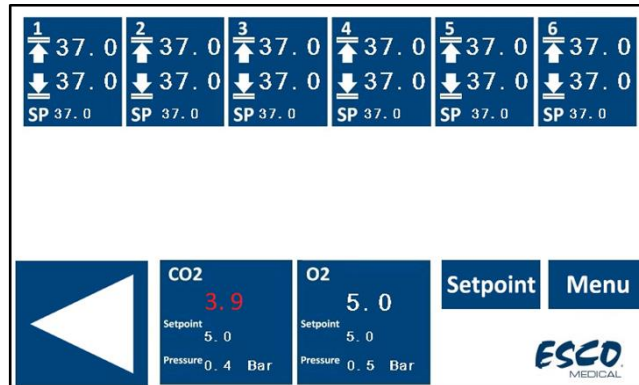 1 2 3 4 5 6
37.0 37.0 37.0 37.0 37.0 37.0
37.0 37.0 37.0 37.0 37.0 37.0
SP 37.0 SP 37.0 SP 37.0 SP 37.0 SP 37.0 SP 37.0
CO2
3.9
Setpoint
5.0
Pressure 0.4 Bar
O2
5.0
Setpoint
5.0
Pressure 0.5 Bar
Setpoint
Menu
ESCO
MEDICAL